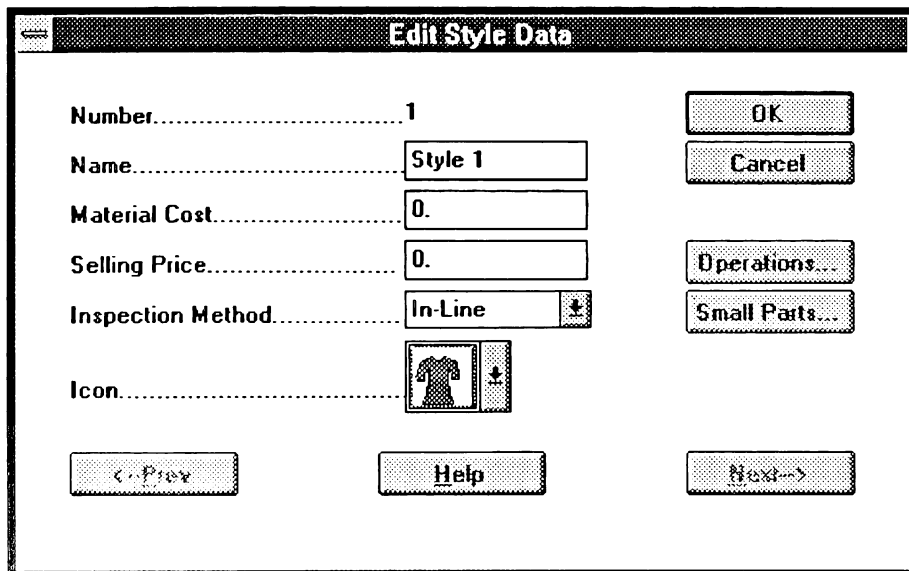 Edit Style Data
Number..............................1 OK
Name.............................. Style 1 Cancel
Material Cost.............................. 0.
Selling Price.............................. 0. Operations...
Inspection Method.............................. In-Line Small Parts...
Icon..............................
<--Prev Help Next-->